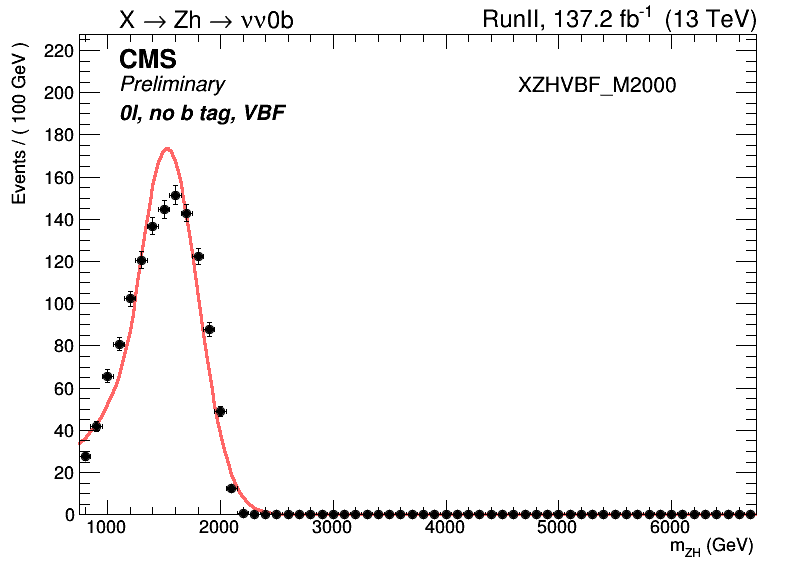 X → Zh → νν0b RunII, 137.2 fb⁻¹ (13 TeV)
CMS
Preliminary
0l, no b tag, VBF
XZHVBF_M2000
Events / ( 100 GeV )
220
200
180
160
140
120
100
80
60
40
20
0
1000 2000 3000 4000 5000 6000
m_ZH (GeV)